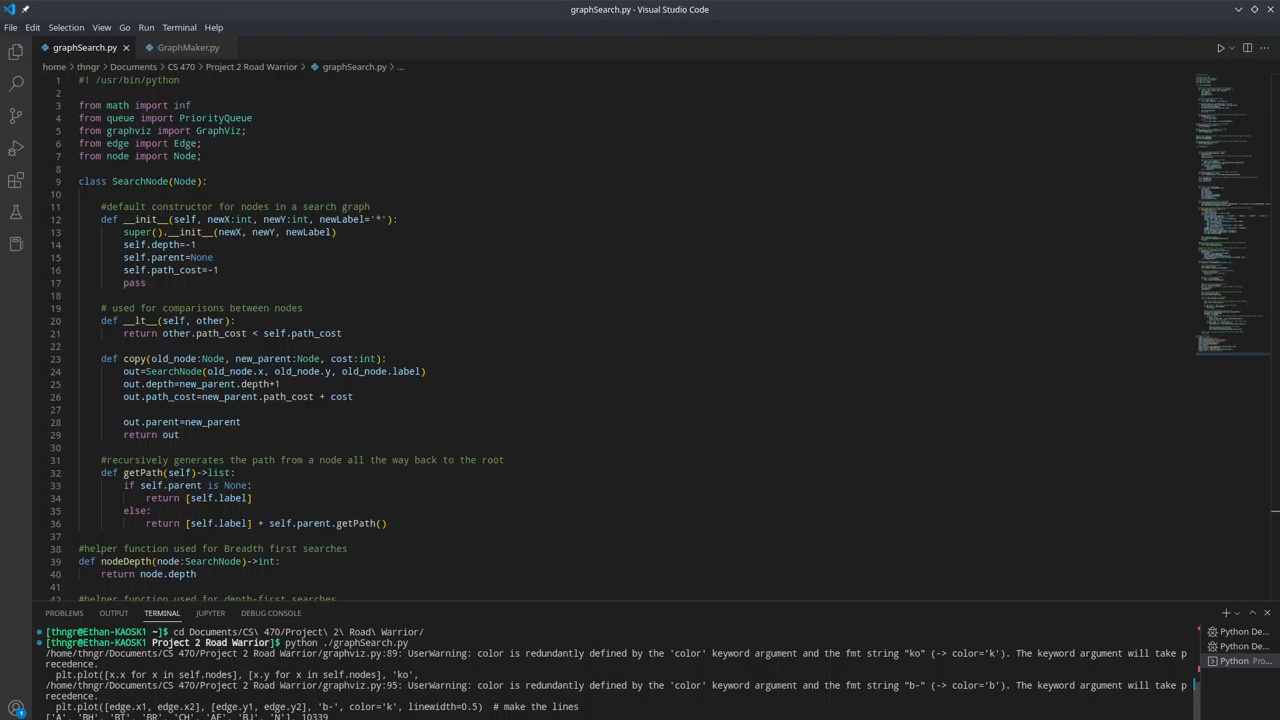 graphSearch.py - Visual Studio Code
File Edit Selection View Go Run Terminal Help
graphSearch.py GraphMaker.py
home > thngr > Documents > CS 470 > Project 2 Road Warrior > graphSearch.py > ...
1 #! /usr/bin/python
2
3 from math import inf
4 from queue import PriorityQueue
5 from graphviz import GraphViz;
6 from edge import Edge;
7 from node import Node;
8
9 class SearchNode(Node):
10
11 #default constructor for nodes in a search graph
12 def __init__(self, newX:int, newY:int, newLabel='*'):
13 super().__init__(newX, newY, newLabel)
14 self.depth=-1
15 self.parent=None
16 self.path_cost=-1
17 pass
18
19 # used for comparisons between nodes
20 def __lt__(self, other):
21 return other.path_cost < self.path_cost
22
23 def copy(old_node:Node, new_parent:Node, cost:int):
24 out=SearchNode(old_node.x, old_node.y, old_node.label)
25 out.depth=new_parent.depth+1
26 out.path_cost=new_parent.path_cost + cost
27
28 out.parent=new_parent
29 return out
30
31 #recursively generates the path from a node all the way back to the root
32 def getPath(self)->list:
33 if self.parent is None:
34 return [self.label]
35 else:
36 return [self.label] + self.parent.getPath()
37
38 #helper function used for Breadth first searches
39 def nodeDepth(node:SearchNode)->int:
40 return node.depth
41
42 #helper function used for depth-first searches
PROBLEMS OUTPUT TERMINAL JUPYTER DEBUG CONSOLE
[thngr@Ethan-KAOSK1 ~]$ cd Documents/CS\ 470/Project\ 2\ Road\ Warrior/
[thngr@Ethan-KAOSK1 Project 2 Road Warrior]$ python ./graphSearch.py
/home/thngr/Documents/CS 470/Project 2 Road Warrior/graphviz.py:89: UserWarning: color is redundantly defined by the 'color' keyword argument and the fmt string "ko" (-> color='k'). The keyword argument will take p
recedence.
plt.plot([x.x for x in self.nodes], [x.y for x in self.nodes], 'ko',
/home/thngr/Documents/CS 470/Project 2 Road Warrior/graphviz.py:95: UserWarning: color is redundantly defined by the 'color' keyword argument and the fmt string "b-" (-> color='b'). The keyword argument will take p
recedence.
plt.plot([edge.x1, edge.x2], [edge.y1, edge.y2], 'b-', color='k', linewidth=0.5) # make the lines
['A', 'BH', 'BT', 'BR', 'CH', 'AE', 'BJ', 'N'] 10339
Python De...
Python De...
Python Pro...
1